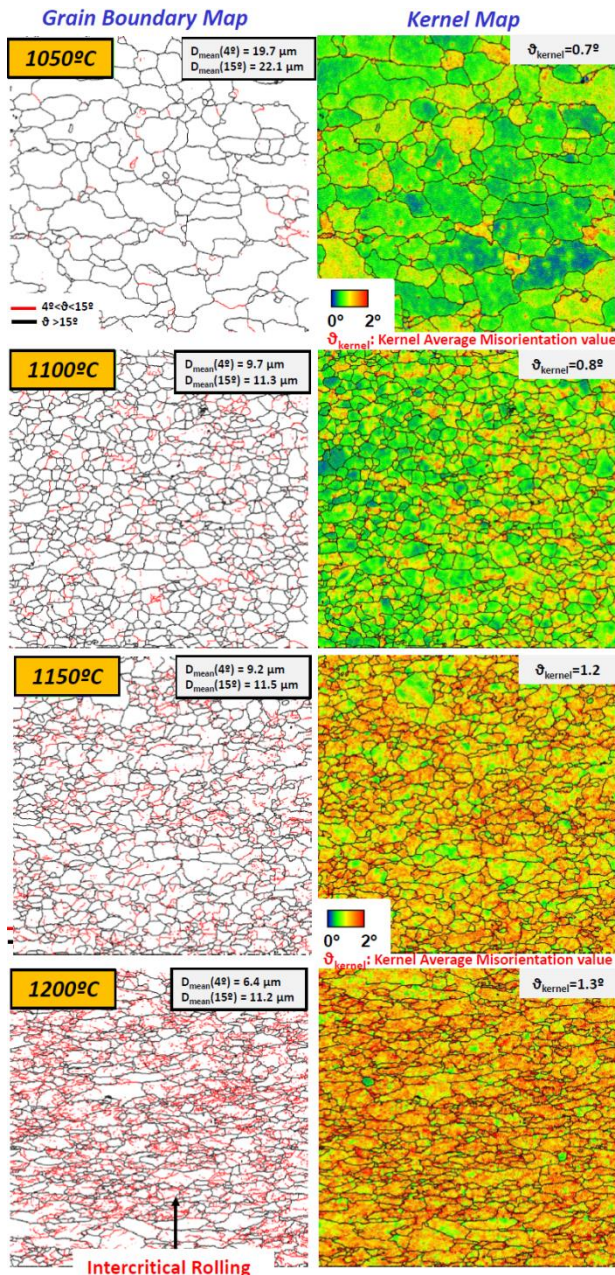 Grain Boundary Map
Kernel Map
1050ºC
Dmean(4º) = 19.7 µm
Dmean(15º) = 22.1 µm
ϑkernel=0.7º
4º<ϑ<15º
ϑ >15º
0° 2°
ϑkernel: Kernel Average Misorientation value
1100ºC
Dmean(4º) = 9.7 µm
Dmean(15º) = 11.3 µm
ϑkernel=0.8º
1150ºC
Dmean(4º) = 9.2 µm
Dmean(15º) = 11.5 µm
ϑkernel=1.2
0° 2°
ϑkernel: Kernel Average Misorientation value
1200ºC
Dmean(4º) = 6.4 µm
Dmean(15º) = 11.2 µm
ϑkernel=1.3º
Intercritical Rolling